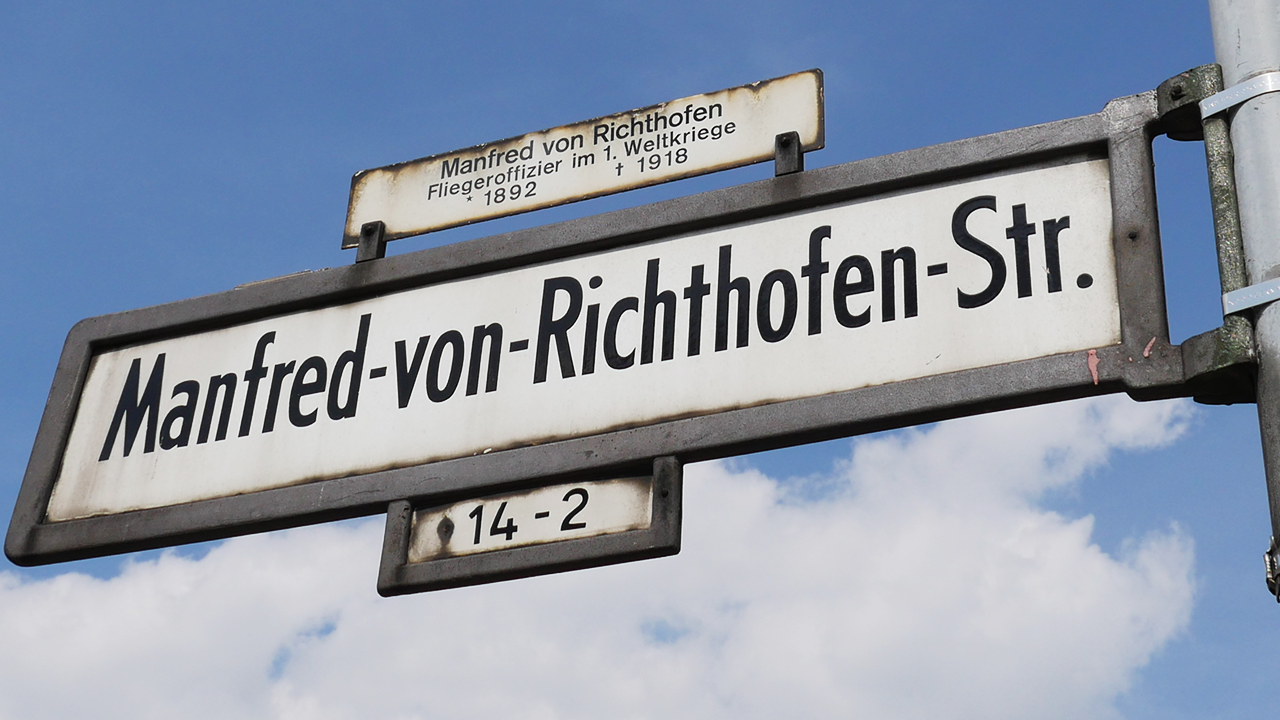 Manfred von Richthofen
Fliegeroffizier im 1. Weltkriege
* 1892 † 1918
Manfred-von-Richthofen-Str.
14 - 2